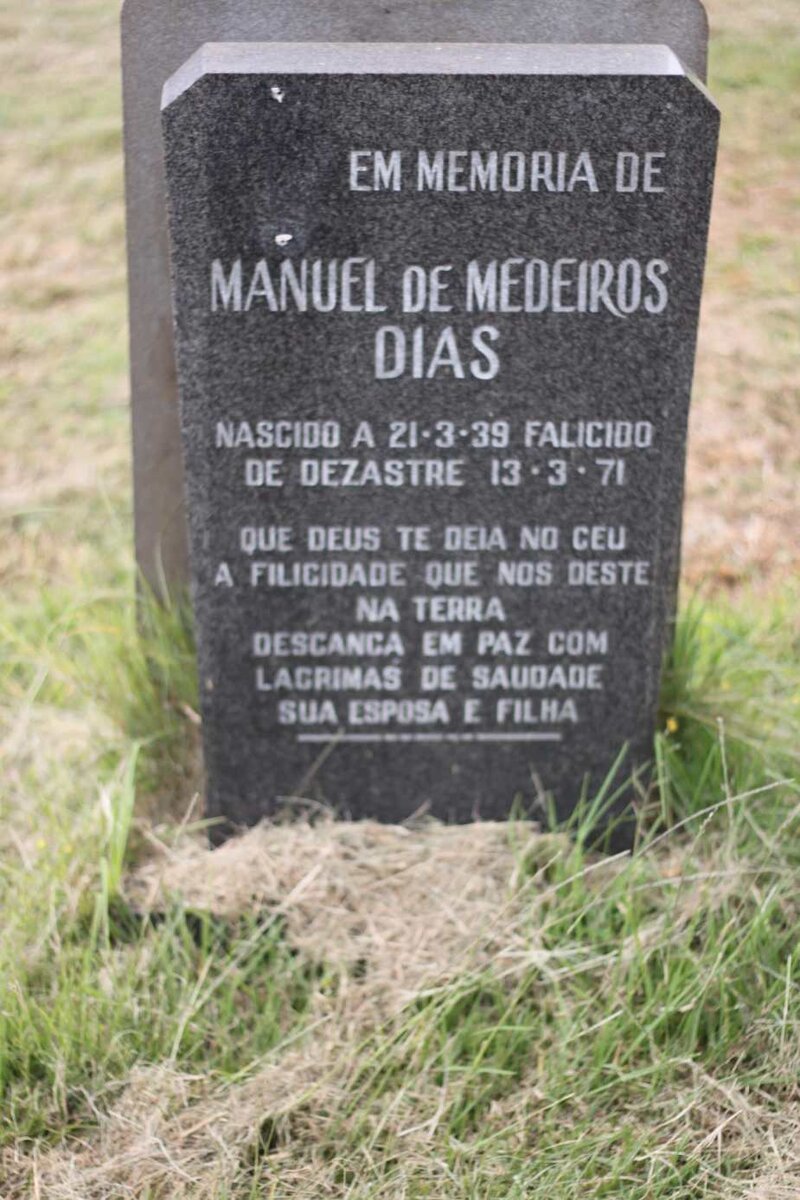 EM MEMORIA DE
MANUEL DE MEDEIROS
DIAS
NASCIDO A 21·3·39 FALICIDO
DE DEZASTRE 13·3·71
QUE DEUS TE DEIA NO CEU
A FILICIDADE QUE NOS DESTE
NA TERRA
DESCANCA EM PAZ COM
LAGRIMAS DE SAUDADE
SUA ESPOSA E FILHA